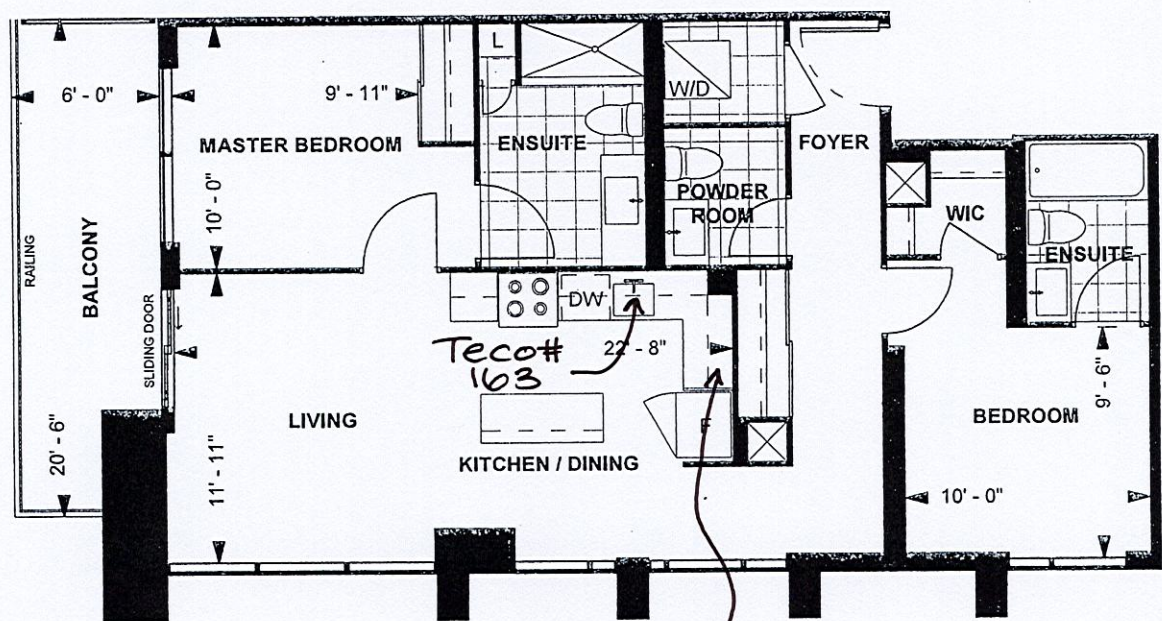 L
6' - 0"
9' - 11"
W/D
MASTER BEDROOM
ENSUITE
FOYER
POWDER
ROOM
WIC
10' - 0"
ENSUITE
RAILING
BALCONY
SLIDING DOOR
DW
Teco#
163
22' - 8"
9' - 6"
LIVING
F
BEDROOM
KITCHEN / DINING
20' - 6"
11' - 11"
10' - 0"